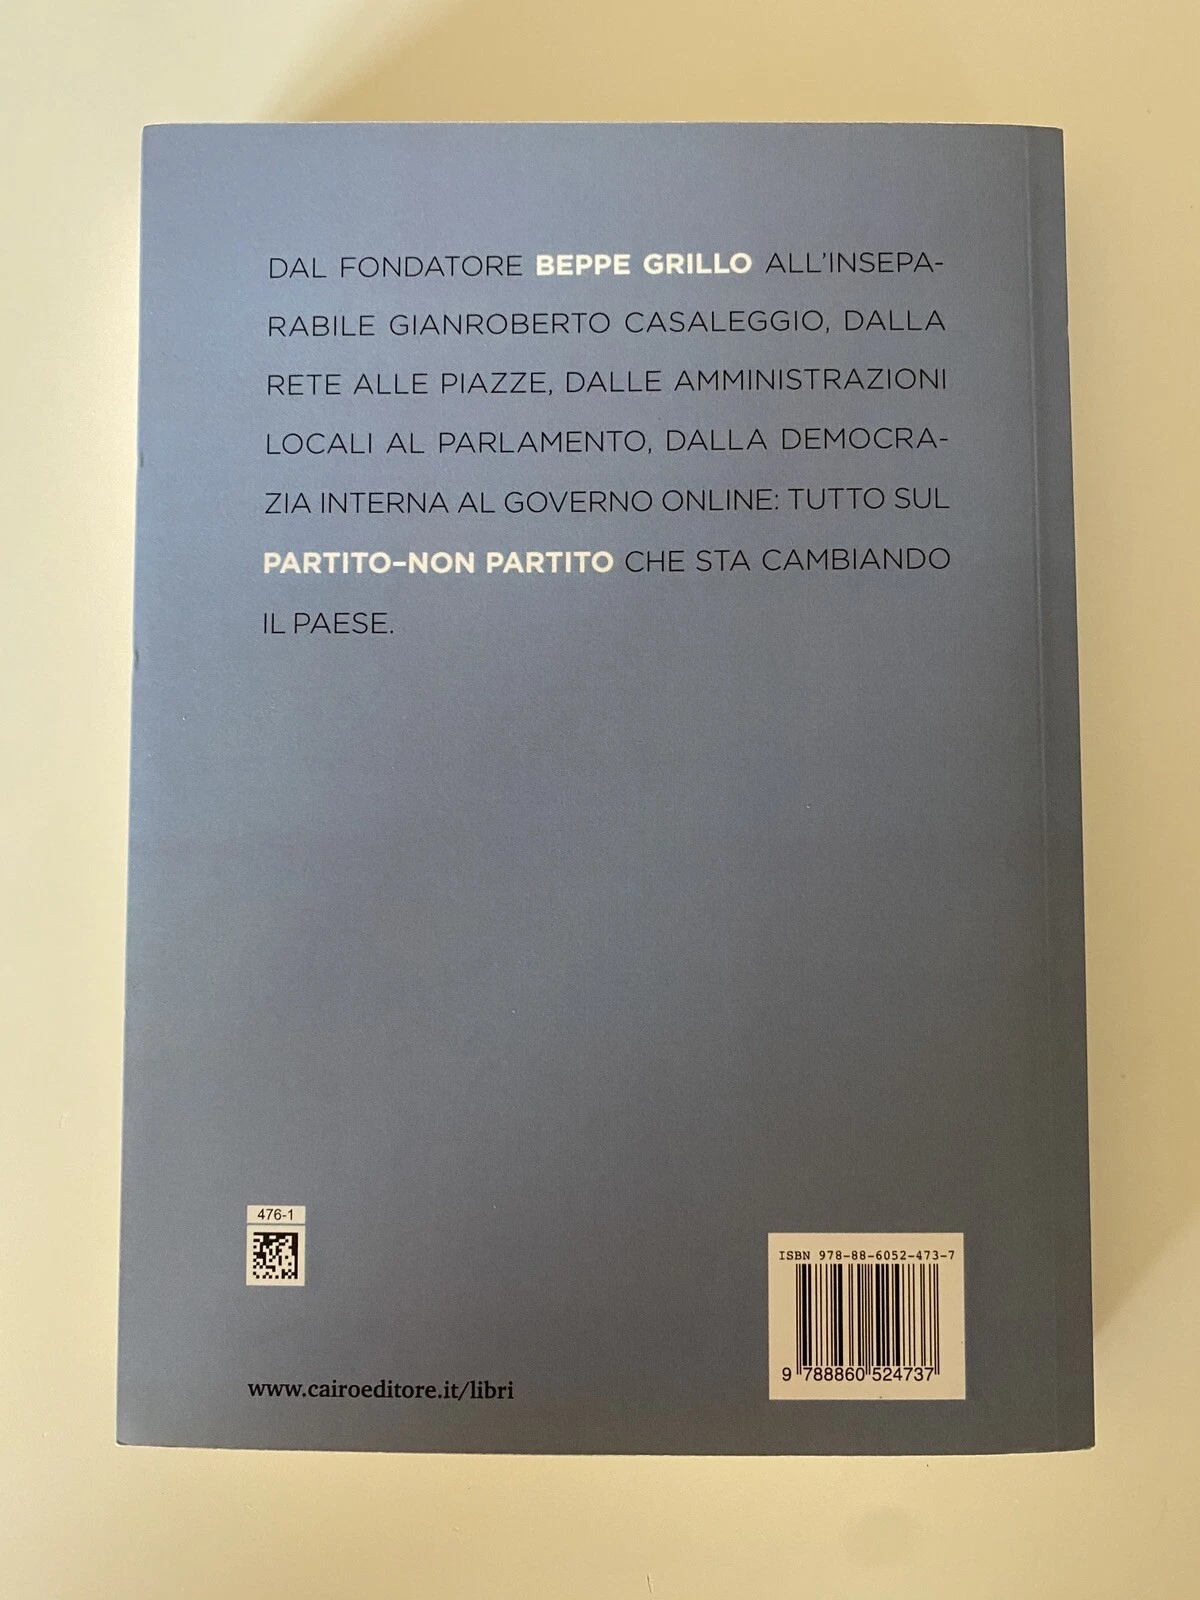 DAL FONDATORE BEPPE GRILLO ALL'INSEPA-
RABILE GIANROBERTO CASALEGGIO, DALLA
RETE ALLE PIAZZE, DALLE AMMINISTRAZIONI
LOCALI AL PARLAMENTO, DALLA DEMOCRA-
ZIA INTERNA AL GOVERNO ONLINE: TUTTO SUL
PARTITO–NON PARTITO CHE STA CAMBIANDO
IL PAESE.
476-1
ISBN 978-88-6052-473-7
9 788860 524737
www.cairoeditore.it/libri